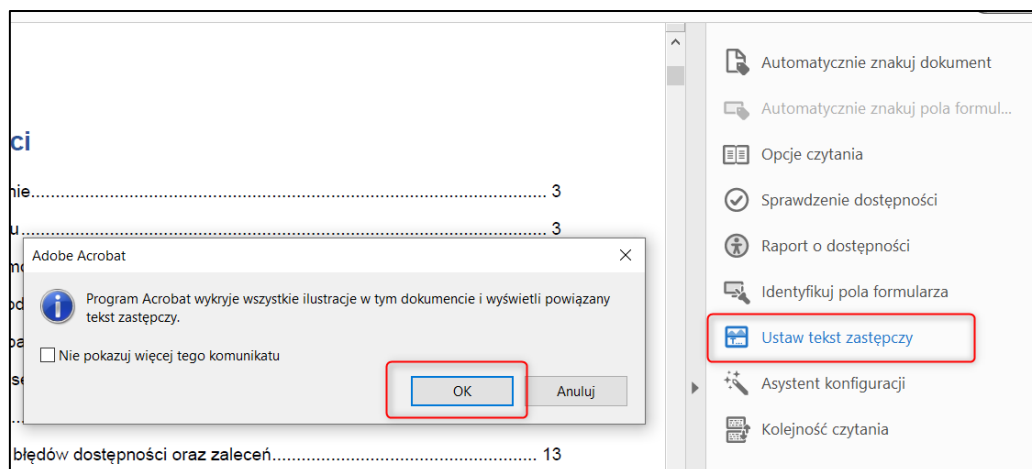 ci
nie.......................................................................................................... 3
u............................................................................................................. 3
Adobe Acrobat
Program Acrobat wykryje wszystkie ilustracje w tym dokumencie i wyświetli powiązany
tekst zastępczy.
Nie pokazuj więcej tego komunikatu
OK
Anuluj
błędów dostępności oraz zaleceń......................................................... 13
Automatycznie znakuj dokument
Automatycznie znakuj pola formul...
Opcje czytania
Sprawdzenie dostępności
Raport o dostępności
Identyfikuj pola formularza
Ustaw tekst zastępczy
Asystent konfiguracji
Kolejność czytania